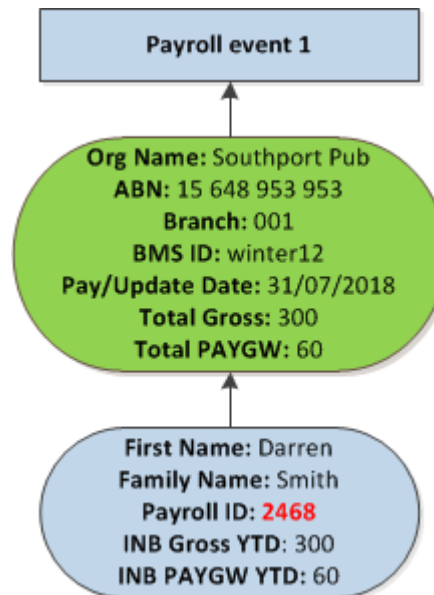 Payroll event 1
Org Name: Southport Pub
ABN: 15 648 953 953
Branch: 001
BMS ID: winter12
Pay/Update Date: 31/07/2018
Total Gross: 300
Total PAYGW: 60
First Name: Darren
Family Name: Smith
Payroll ID: 2468
INB Gross YTD: 300
INB PAYGW YTD: 60